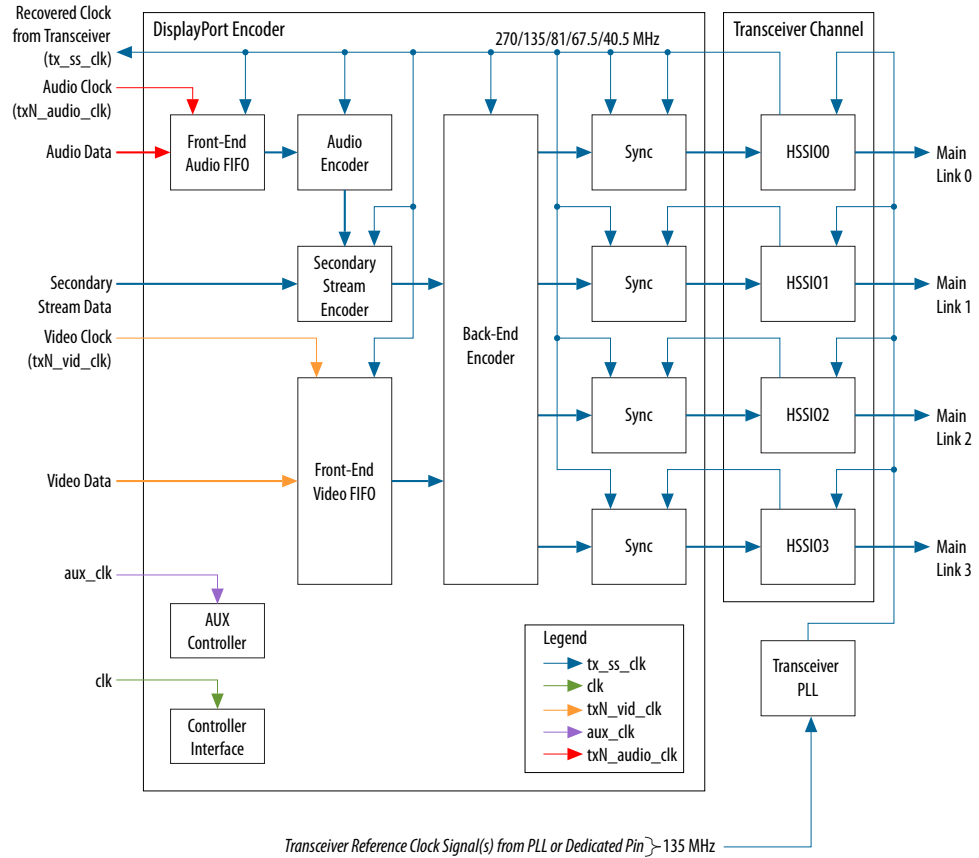 Recovered Clock
from Transceiver
(tx_ss_clk)
DisplayPort Encoder
270/135/81/67.5/40.5 MHz
Transceiver Channel
Audio Clock
(txN_audio_clk)
Audio Data
Front-End
Audio FIFO
Audio
Encoder
Sync
HSSIO0
Main
Link 0
Secondary
Stream Data
Secondary
Stream
Encoder
Sync
HSSIO1
Main
Link 1
Video Clock
(txN_vid_clk)
Back-End
Encoder
Sync
HSSIO2
Main
Link 2
Video Data
Front-End
Video FIFO
Sync
HSSIO3
Main
Link 3
aux_clk
AUX
Controller
clk
Controller
Interface
Legend
tx_ss_clk
clk
txN_vid_clk
aux_clk
txN_audio_clk
Transceiver
PLL
Transceiver Reference Clock Signal(s) from PLL or Dedicated Pin } 135 MHz